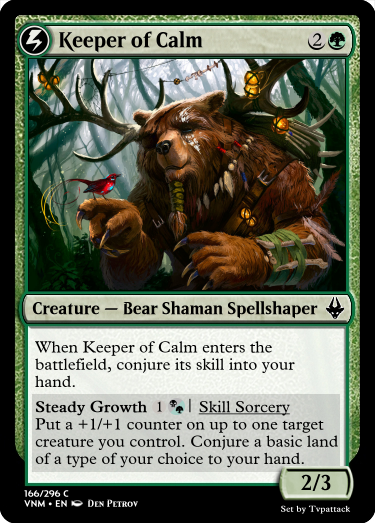 Keeper of Calm 2
Creature — Bear Shaman Spellshaper
When Keeper of Calm enters the
battlefield, conjure its skill into your
hand.
Steady Growth 1 | Skill Sorcery
Put a +1/+1 counter on up to one target
creature you control. Conjure a basic land
of a type of your choice to your hand.
2/3
166/296 C
VNM • EN Den Petrov
Set by Tvpattack